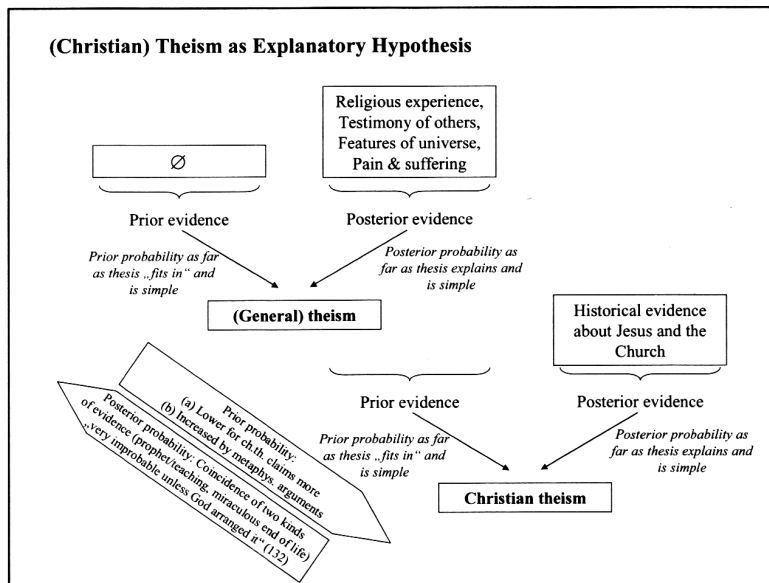 (Christian) Theism as Explanatory Hypothesis
∅
Religious experience,
Testimony of others,
Features of universe,
Pain & suffering
Prior evidence
Posterior evidence
Prior probability as far
as thesis „fits in“ and
is simple
Posterior probability as
far as thesis explains and
is simple
(General) theism
Historical evidence
about Jesus and the
Church
Prior evidence
Posterior evidence
Prior probability as far
as thesis „fits in“ and
is simple
Posterior probability as
far as thesis explains and
is simple
Christian theism
Prior probability:
(a) Lower for ch.th. claims more
(b) Increased by metaphys. arguments
Posterior probability: Coincidence of two kinds
of evidence (prophet/teaching, miraculous end of life)
„very improbable unless God arranged it“ (132)